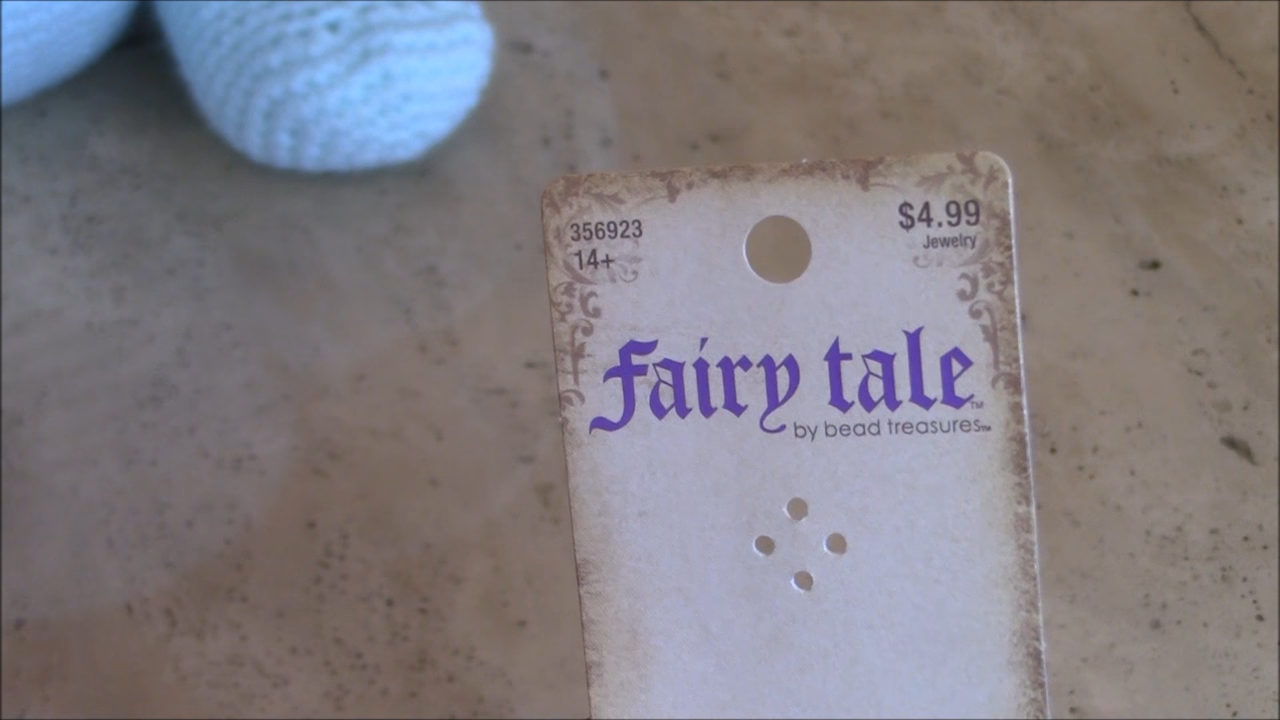 356923
14+
$4.99
Jewelry
fairy tale™
by bead treasures™